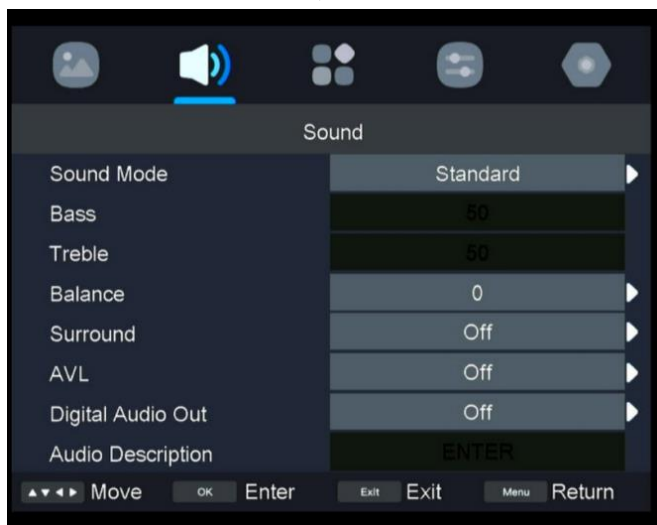 Sound
Sound Mode Standard
Bass 50
Treble 50
Balance 0
Surround Off
AVL Off
Digital Audio Out Off
Audio Description ENTER
Move OK Enter Exit Exit Menu Return